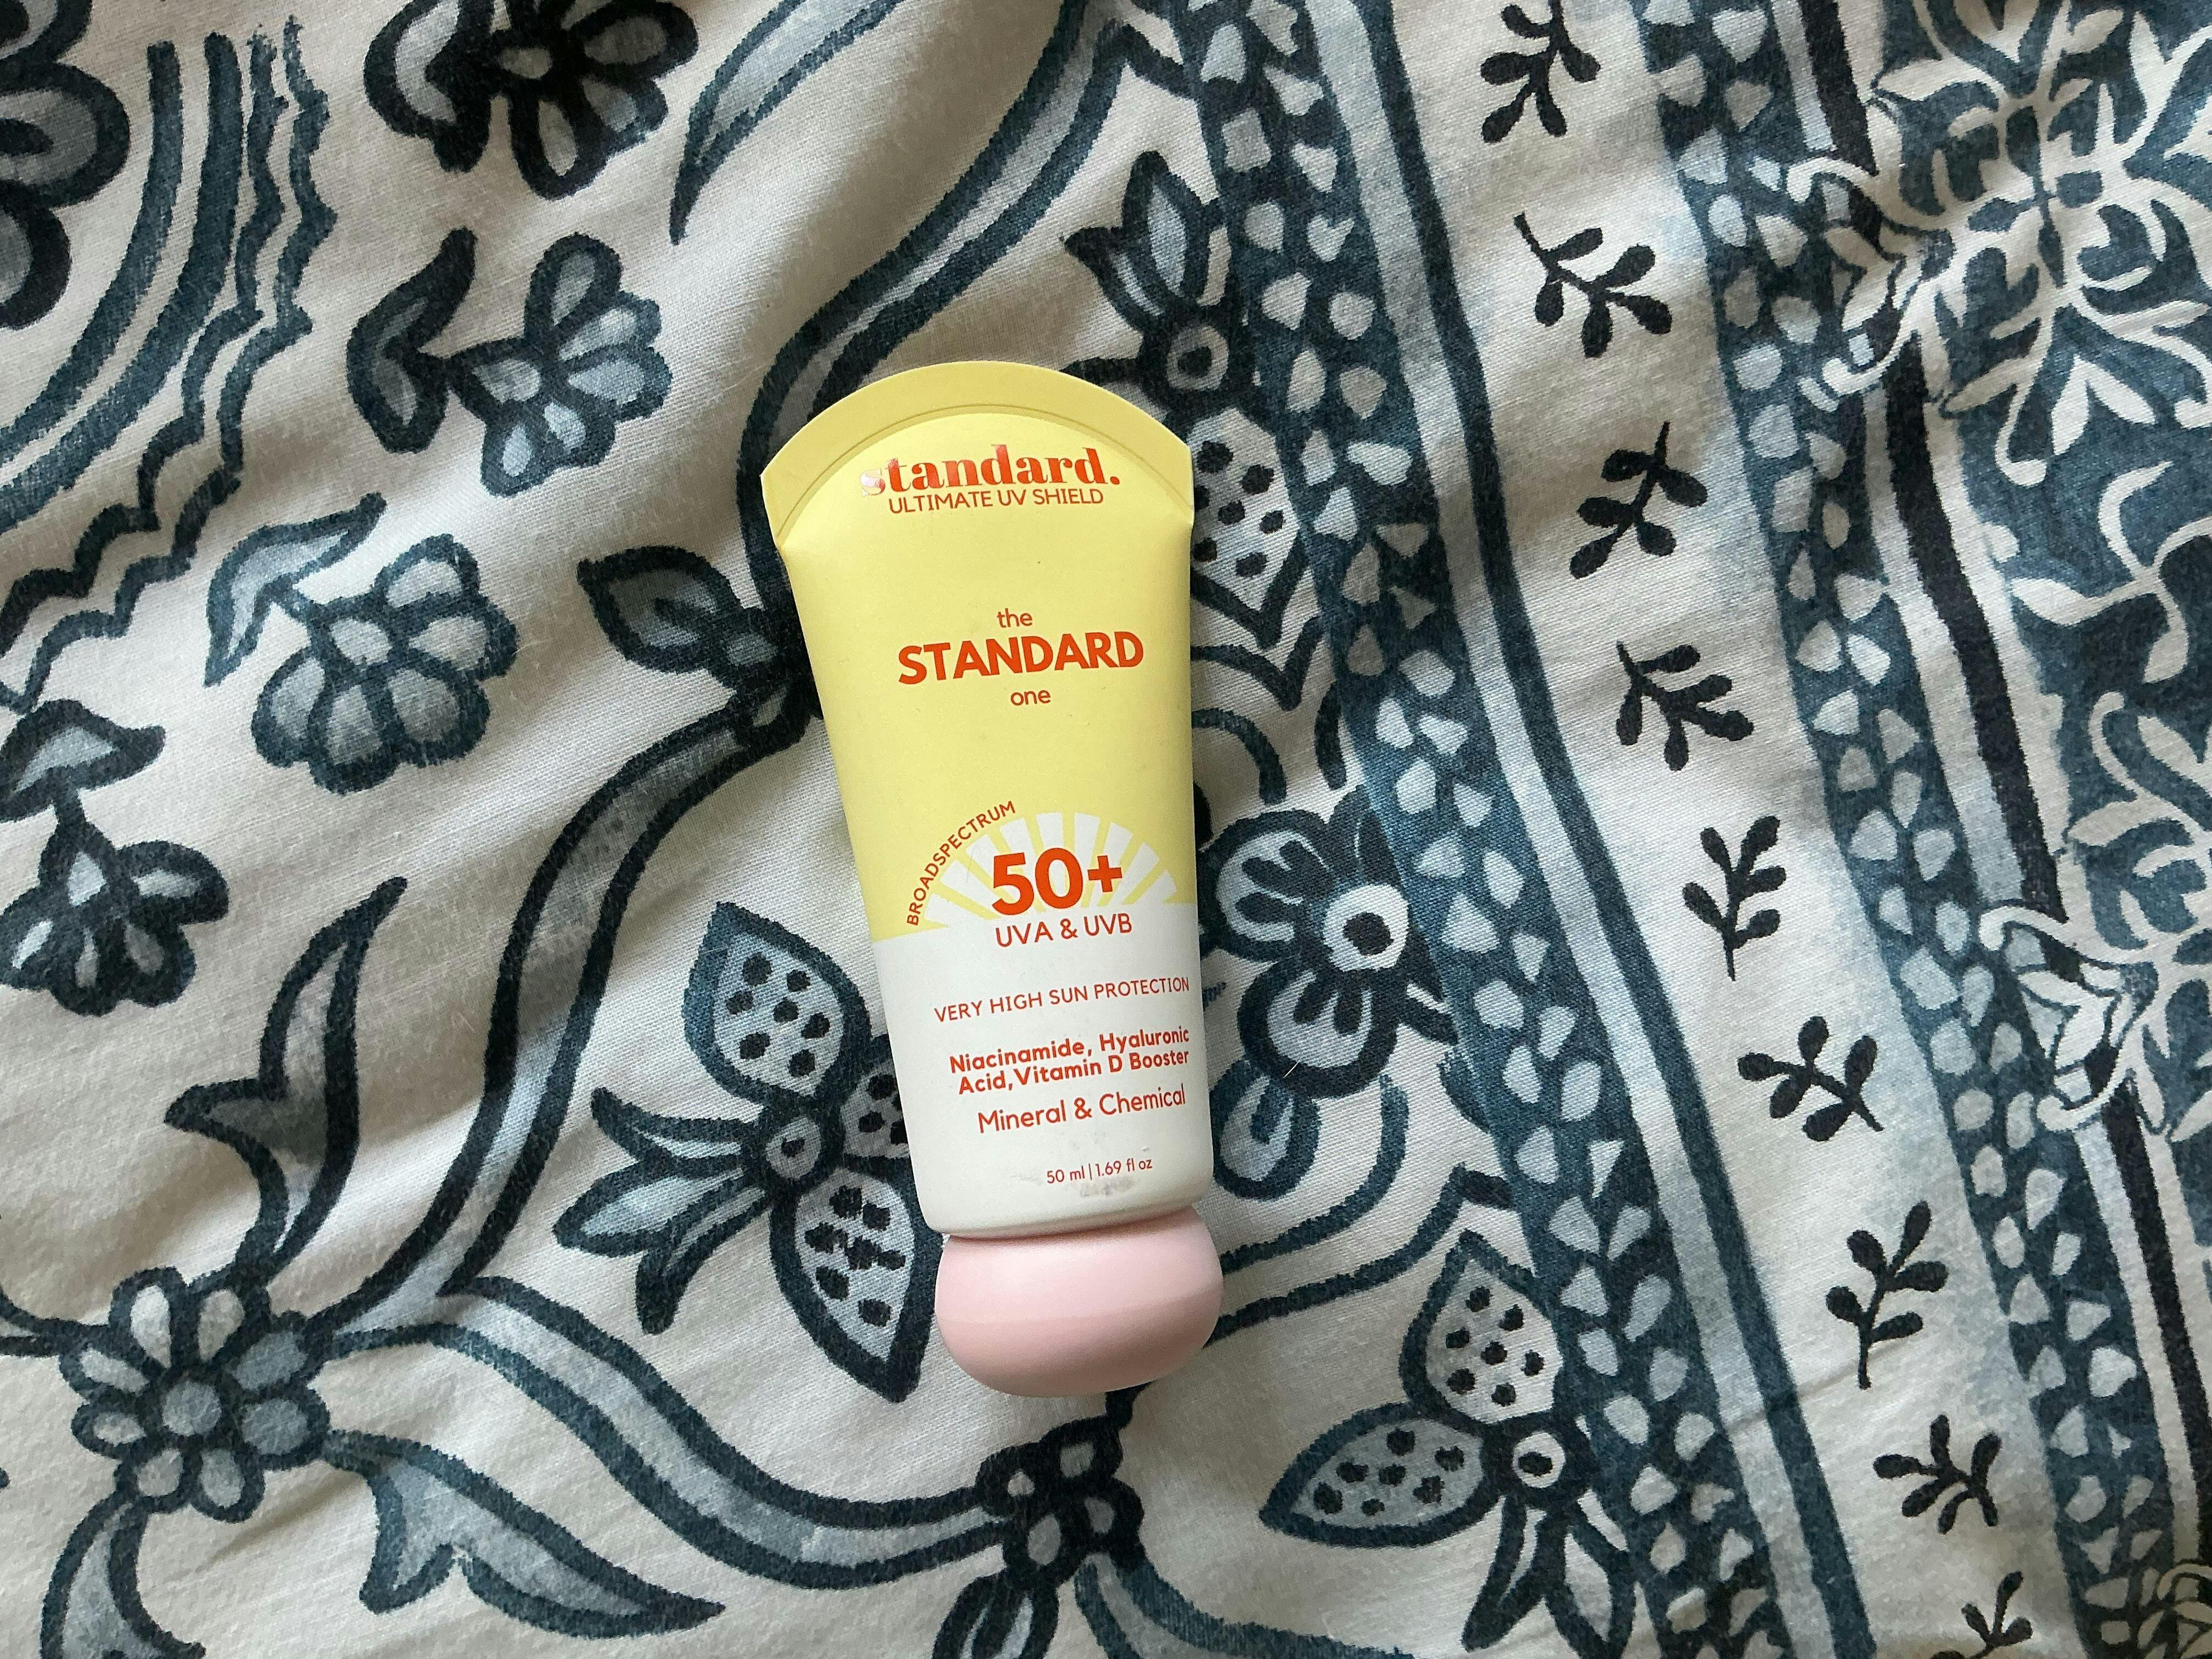 standard.
ULTIMATE UV SHIELD
the
STANDARD
one
BROADSPECTRUM
50+
UVA & UVB
VERY HIGH SUN PROTECTION
Niacinamide, Hyaluronic
Acid, Vitamin D Booster
Mineral & Chemical
50 ml | 1.69 fl oz